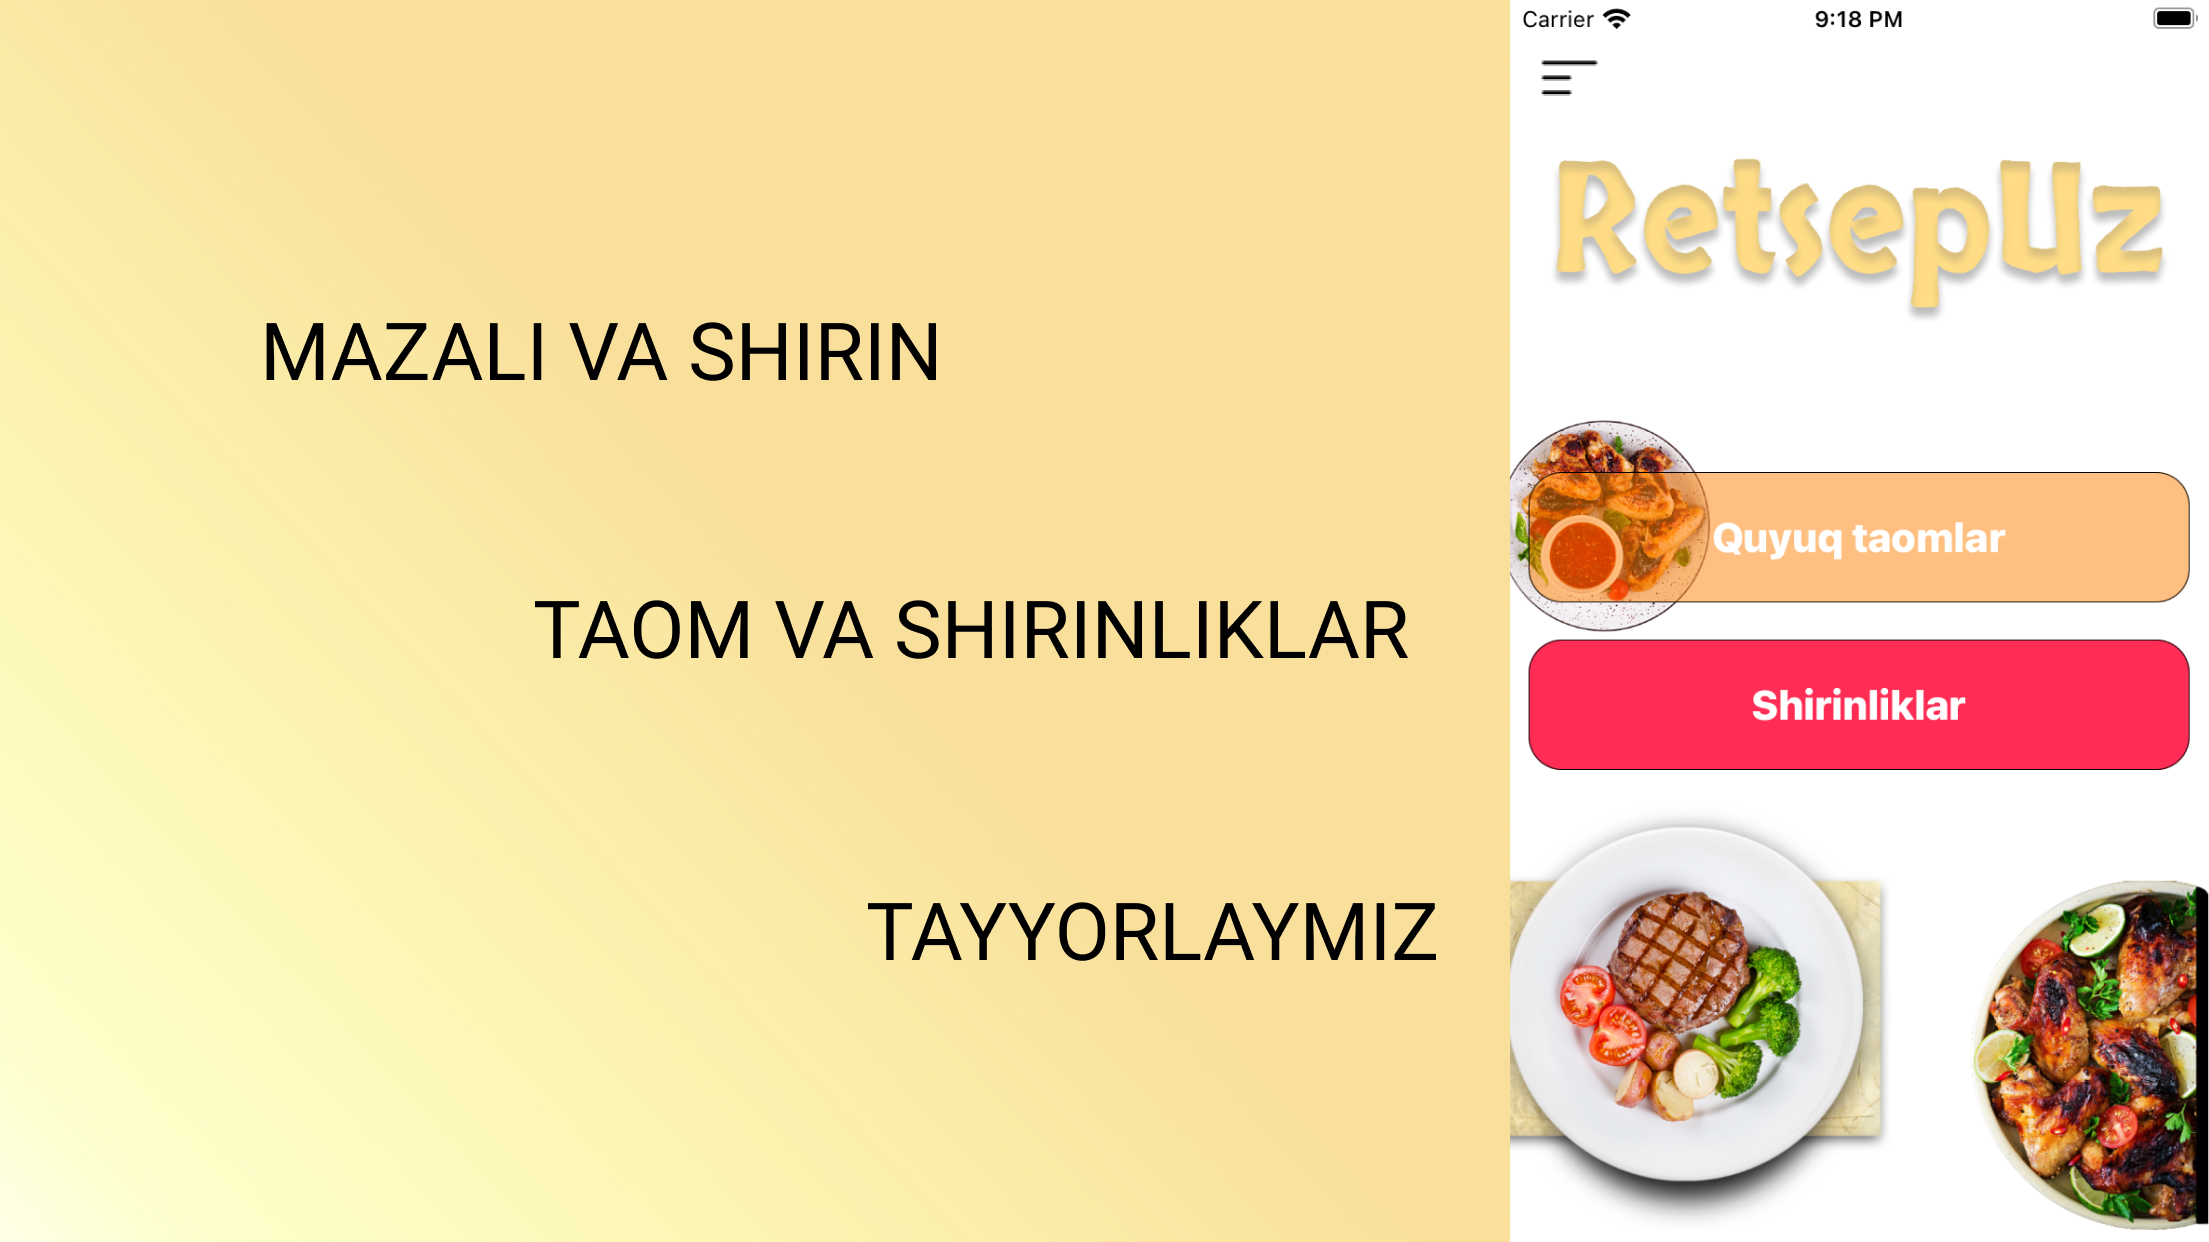 MAZALI VA SHIRIN
TAOM VA SHIRINLIKLAR
TAYYORLAYMIZ
Carrier 9:18 PM
RetsepUz
Quyuq taomlar
Shirinliklar